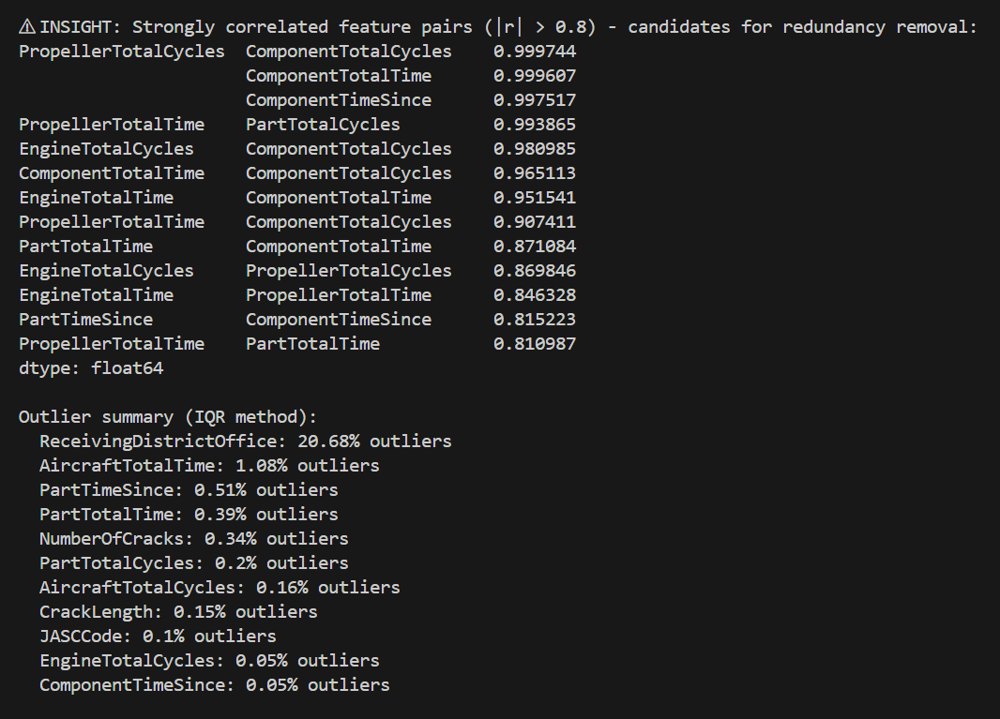 ⚠ INSIGHT: Strongly correlated feature pairs (|r| > 0.8) - candidates for redundancy removal:
PropellerTotalCycles  ComponentTotalCycles    0.999744
                      ComponentTotalTime      0.999607
                      ComponentTimeSince      0.997517
PropellerTotalTime    PartTotalCycles         0.993865
EngineTotalCycles     ComponentTotalCycles    0.980985
ComponentTotalTime    ComponentTotalCycles    0.965113
EngineTotalTime       ComponentTotalTime      0.951541
PropellerTotalTime    ComponentTotalCycles    0.907411
PartTotalTime         ComponentTotalTime      0.871084
EngineTotalCycles     PropellerTotalCycles    0.869846
EngineTotalTime       PropellerTotalTime      0.846328
PartTimeSince         ComponentTimeSince      0.815223
PropellerTotalTime    PartTotalTime           0.810987
dtype: float64

Outlier summary (IQR method):
  ReceivingDistrictOffice: 20.68% outliers
  AircraftTotalTime: 1.08% outliers
  PartTimeSince: 0.51% outliers
  PartTotalTime: 0.39% outliers
  NumberOfCracks: 0.34% outliers
  PartTotalCycles: 0.2% outliers
  AircraftTotalCycles: 0.16% outliers
  CrackLength: 0.15% outliers
  JASCCode: 0.1% outliers
  EngineTotalCycles: 0.05% outliers
  ComponentTimeSince: 0.05% outliers